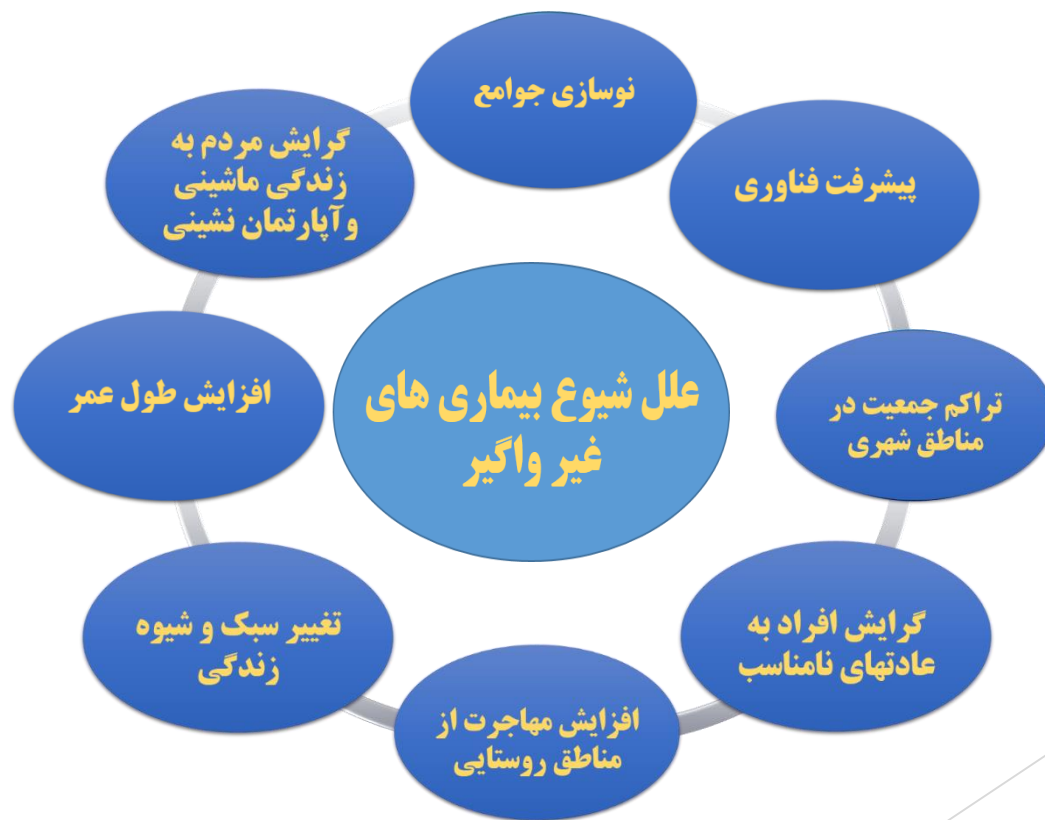 نوسازی جوامع
پیشرفت فناوری
تراکم جمعیت در
مناطق شهری
گرایش افراد به
عادتهای نامناسب
افزایش مهاجرت از
مناطق روستایی
تغییر سبک و شیوه
زندگی
افزایش طول عمر
گرایش مردم به
زندگی ماشینی
وآپارتمان نشینی
علل شیوع بیماری های
غیر واگیر